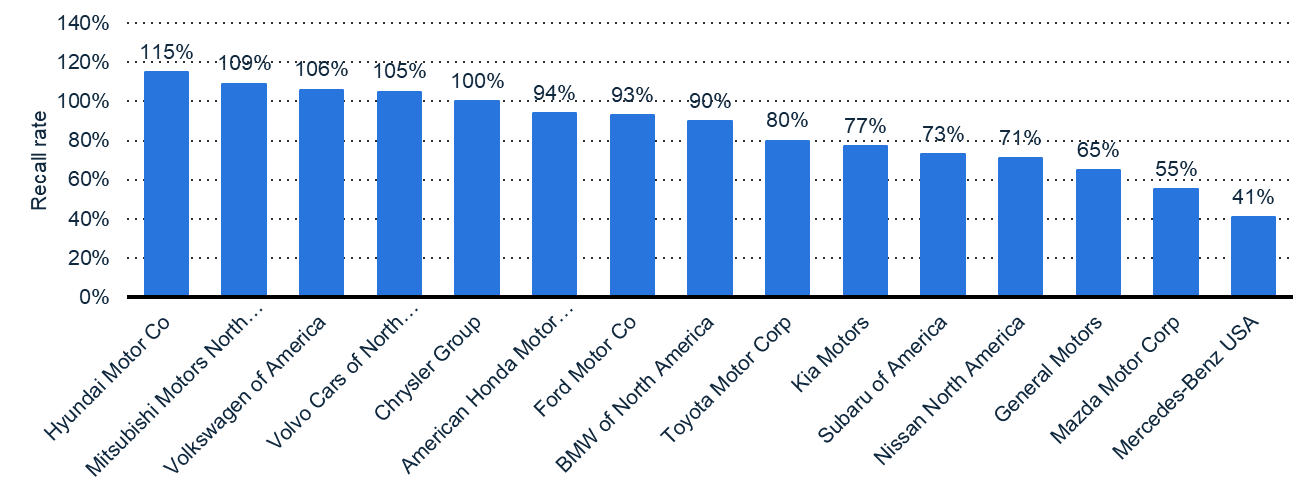 140%
120%
100%
80%
60%
40%
20%
0%
Recall rate
115%
109%
106%
105%
100%
94%
93%
90%
80%
77%
73%
71%
65%
55%
41%
Hyundai Motor Co
Mitsubishi Motors North…
Volkswagen of America
Volvo Cars of North…
Chrysler Group
American Honda Motor…
Ford Motor Co
BMW of North America
Toyota Motor Corp
Kia Motors
Subaru of America
Nissan North America
General Motors
Mazda Motor Corp
Mercedes-Benz USA